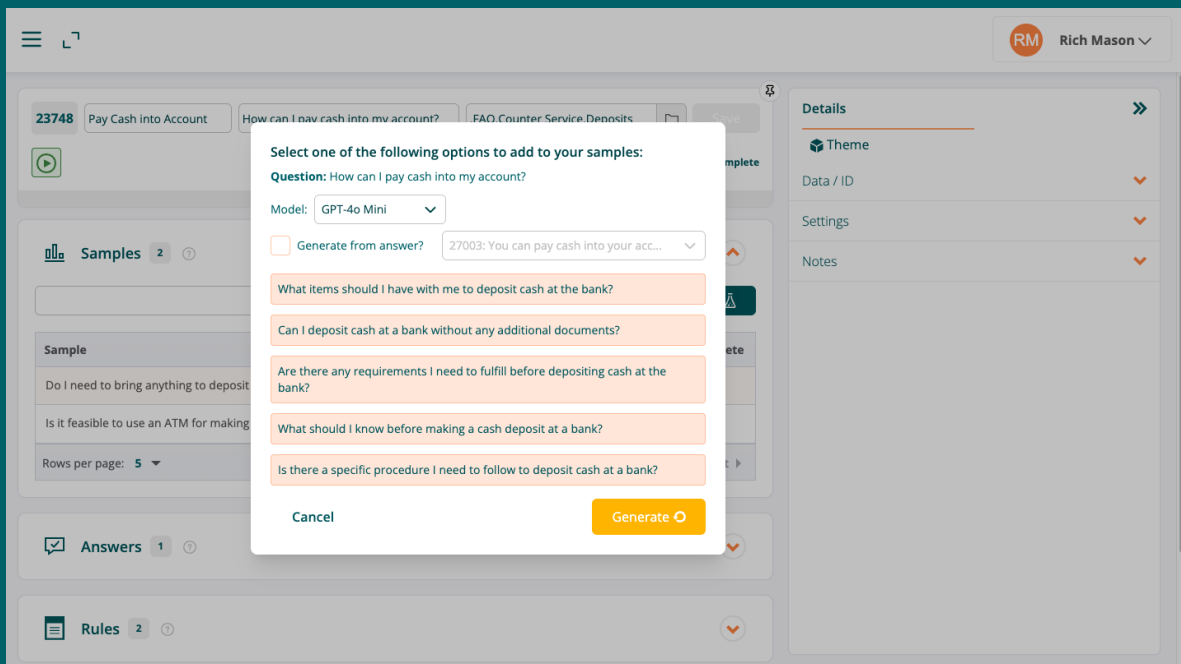 RM Rich Mason
23748 Pay Cash into Account How can I pay cash into my account? FAQ.Counter Service.Deposits Save
Select one of the following options to add to your samples:
Question: How can I pay cash into my account?
Model: GPT-4o Mini
Generate from answer? 27003: You can pay cash into your acc...
What items should I have with me to deposit cash at the bank?
Can I deposit cash at a bank without any additional documents?
Are there any requirements I need to fulfill before depositing cash at the
bank?
What should I know before making a cash deposit at a bank?
Is there a specific procedure I need to follow to deposit cash at a bank?
Cancel Generate
mplete
Samples 2 ?
Sample ete
Do I need to bring anything to deposit
Is it feasible to use an ATM for making
Rows per page: 5
Answers 1 ?
Rules 2 ?
Details
Theme
Data / ID
Settings
Notes